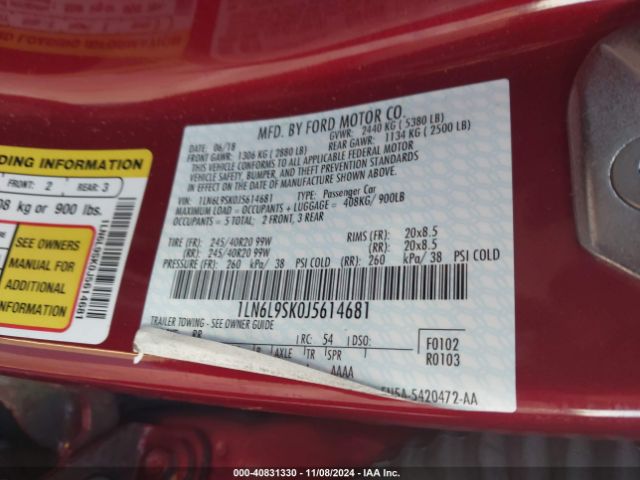 DING INFORMATION
FRONT: 2 REAR: 3
08 kg or 900 lbs.
SEE OWNERS
MANUAL FOR
ADDITIONAL
INFORMATION
1LN6L9SK0J5614681
MFD. BY FORD MOTOR CO.
DATE: 06/18 GVWR: 2440 KG ( 5380 LB)
FRONT GAWR: 1306 KG ( 2880 LB) REAR GAWR: 1134 KG ( 2500 LB)
THIS VEHICLE CONFORMS TO ALL APPLICABLE FEDERAL MOTOR
VEHICLE SAFETY, BUMPER, AND THEFT PREVENTION STANDARDS
IN EFFECT ON THE DATE OF MANUFACTURE SHOWN ABOVE.
VIN: 1LN6L9SK0J5614681 TYPE: Passenger Car
MAXIMUM LOAD = OCCUPANTS + LUGGAGE = 408KG/ 900LB
OCCUPANTS = 5 TOTAL: 2 FRONT, 3 REAR
TIRE (FR): 245/40R20 99W RIMS (FR): 20x8.5
(RR): 245/40R20 99W (RR): 20x8.5
PRESSURE (FR): 260 kPa/ 38 PSI COLD (RR): 260 kPa/ 38 PSI COLD
1LN6L9SK0J5614681
TRAILER TOWING - SEE OWNER GUIDE
RR RC: 54 DSO: F0102
AXLE TR SPR R0103
AAAA
5420472-AA
000-40831330 - 11/08/2024 - IAA Inc.